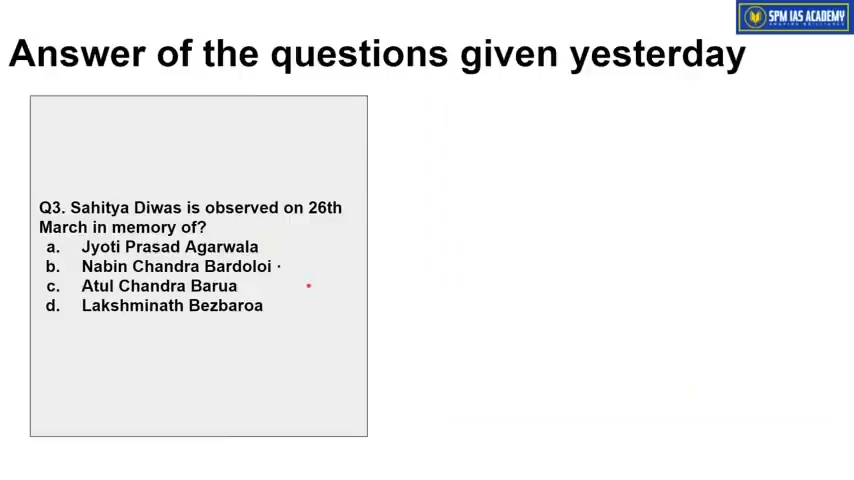 SPM IAS ACADEMY
Answer of the questions given yesterday
Q3. Sahitya Diwas is observed on 26th
March in memory of?
a. Jyoti Prasad Agarwala
b. Nabin Chandra Bardoloi
c. Atul Chandra Barua
d. Lakshminath Bezbaroa